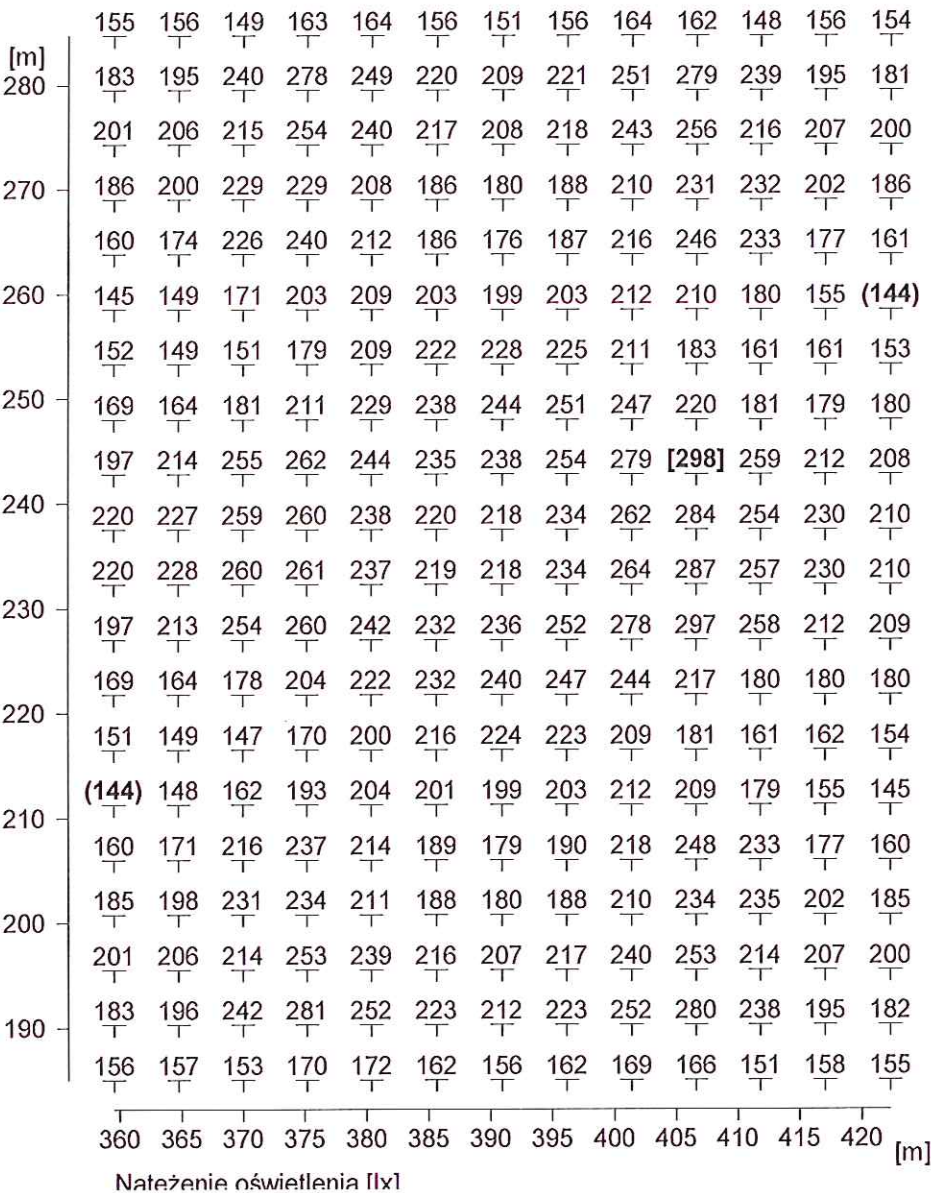 155 156 149 163 164 156 151 156 164 162 148 156 154
[m]
280 183 195 240 278 249 220 209 221 251 279 239 195 181
201 206 215 254 240 217 208 218 243 256 216 207 200
270 186 200 229 229 208 186 180 188 210 231 232 202 186
160 174 226 240 212 186 176 187 216 246 233 177 161
260 145 149 171 203 209 203 199 203 212 210 180 155 (144)
152 149 151 179 209 222 228 225 211 183 161 161 153
250 169 164 181 211 229 238 244 251 247 220 181 179 180
197 214 255 262 244 235 238 254 279 [298] 259 212 208
240 220 227 259 260 238 220 218 234 262 284 254 230 210
220 228 260 261 237 219 218 234 264 287 257 230 210
230 197 213 254 260 242 232 236 252 278 297 258 212 209
169 164 178 204 222 232 240 247 244 217 180 180 180
220 151 149 147 170 200 216 224 223 209 181 161 162 154
(144) 148 162 193 204 201 199 203 212 209 179 155 145
210 160 171 216 237 214 189 179 190 218 248 233 177 160
185 198 231 234 211 188 180 188 210 234 235 202 185
200 201 206 214 253 239 216 207 217 240 253 214 207 200
183 196 242 281 252 223 212 223 252 280 238 195 182
190 156 157 153 170 172 162 156 162 169 166 151 158 155
360 365 370 375 380 385 390 395 400 405 410 415 420 [m]
Natężenie oświetlenia [lx]